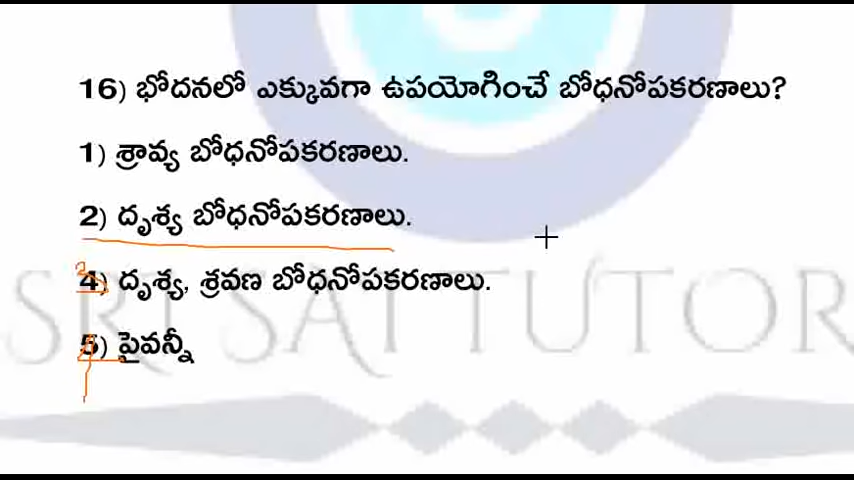 16) భోదనలో ఎక్కువగా ఉపయోగించే బోధనోపకరణాలు?
1) శ్రావ్య బోధనోపకరణాలు.
2) దృశ్య బోధనోపకరణాలు.
4) దృశ్య, శ్రవణ బోధనోపకరణాలు.
5) పైవన్నీ
SRI SAI TUTOR